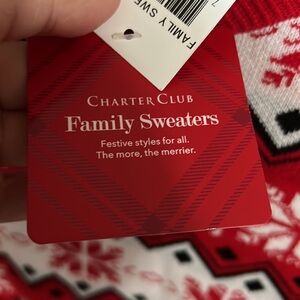 FAMILY SWE
CHARTER CLUB
Family Sweaters
Festive styles for all.
The more, the merrier.